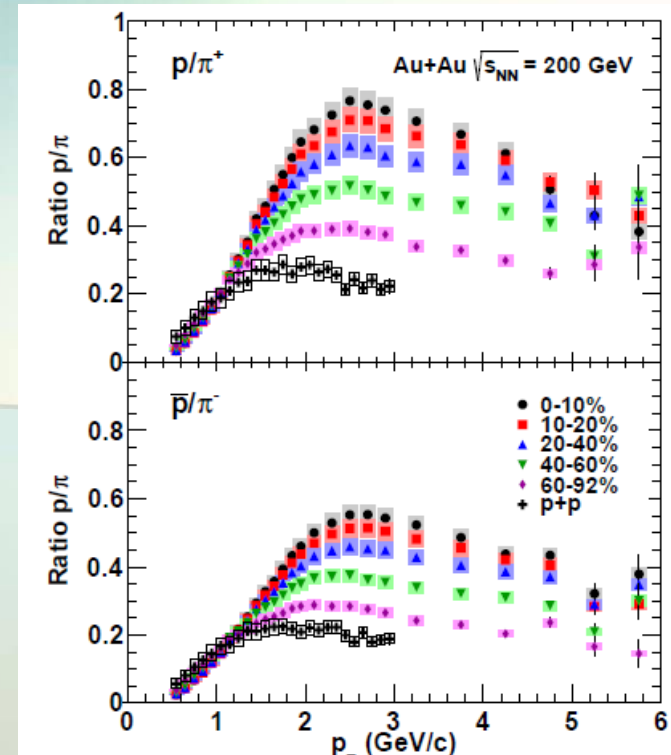 p/π⁺ Au+Au √s_NN = 200 GeV
Ratio p/π
1
0.8
0.6
0.4
0.2
0
p̄/π⁻
Ratio p/π
0-10%
10-20%
20-40%
40-60%
60-92%
p+p
0.8
0.6
0.4
0.2
0
0 1 2 3 4 5 6
p (GeV/c)